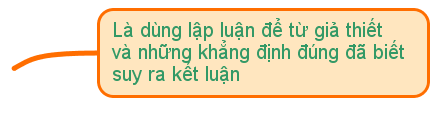 Là dùng lập luận để từ giả thiết
và những khẳng định đúng đã biết
suy ra kết luận